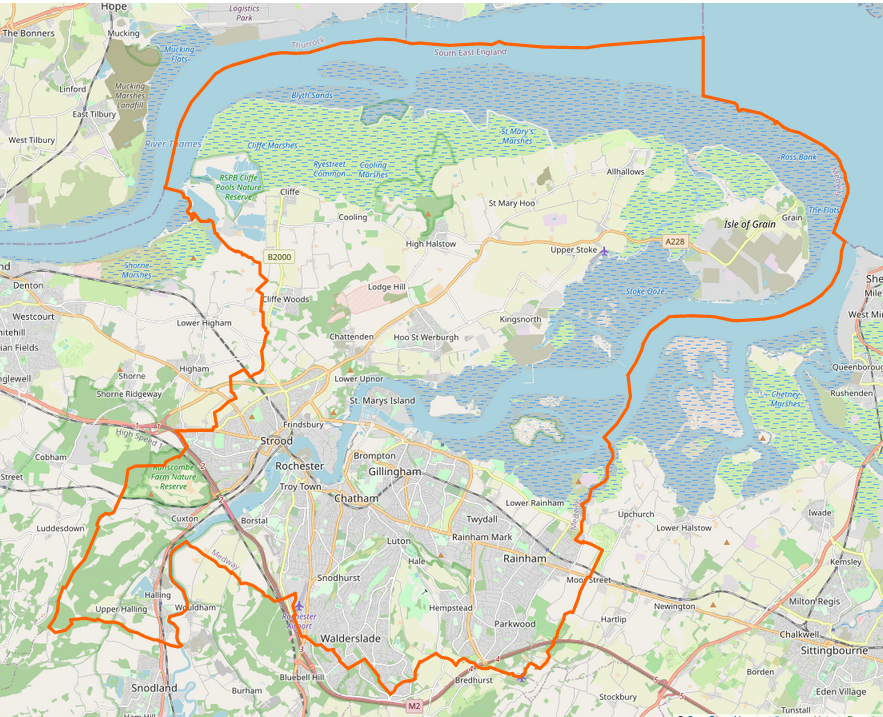 Hope
Logistics
Park
The Bonners
Mucking
Mucking
Flats
Thurrock
South East England
Linford
Mucking
Marshes
Landfill
Blyth Sands
East Tilbury
West Tilbury
River Thames
Cliffe Marshes
St Mary's
Marshes
Ross Bank
Ryestreet
Common
Cooling
Marshes
Allhallows
RSPB Cliffe
Pools Nature
Reserve
Cliffe
Cooling
St Mary Hoo
The Flats
Grain
Isle of Grain
High Halstow
A228
Upper Stoke
B2000
Shorne
Marshes
Denton
Stoke Ooze
Lodge Hill
Cliffe Woods
Westcourt
Kingsnorth
Lower Higham
Chattenden
Hoo St Werburgh
Higham
Lower Upnor
Shorne
Shorne Ridgeway
St. Marys Island
Queenborough
Rushenden
Chetney
Marshes
Frindsbury
High Speed 1
Strood
Cobham
Brompton
Rochester
Gillingham
Ranscombe
Farm Nature
Reserve
Street
Troy Town
Chatham
Lower Rainham
Upchurch
Iwade
Cuxton
Borstal
Twydall
Luddesdown
Lower Halstow
Luton
Rainham Mark
Medway
Hale
Rainham
Kemsley
Snodhurst
Moor Street
Halling
Newington
Milton Regis
Upper Halling
Wouldham
Hempstead
Rochester
Airport
Hartlip
Parkwood
Chalkwell
Walderslade
Sittingbourne
Bluebell Hill
Bredhurst
Borden
Snodland
Burham
Eden Village
M2
Stockbury
Tunstall